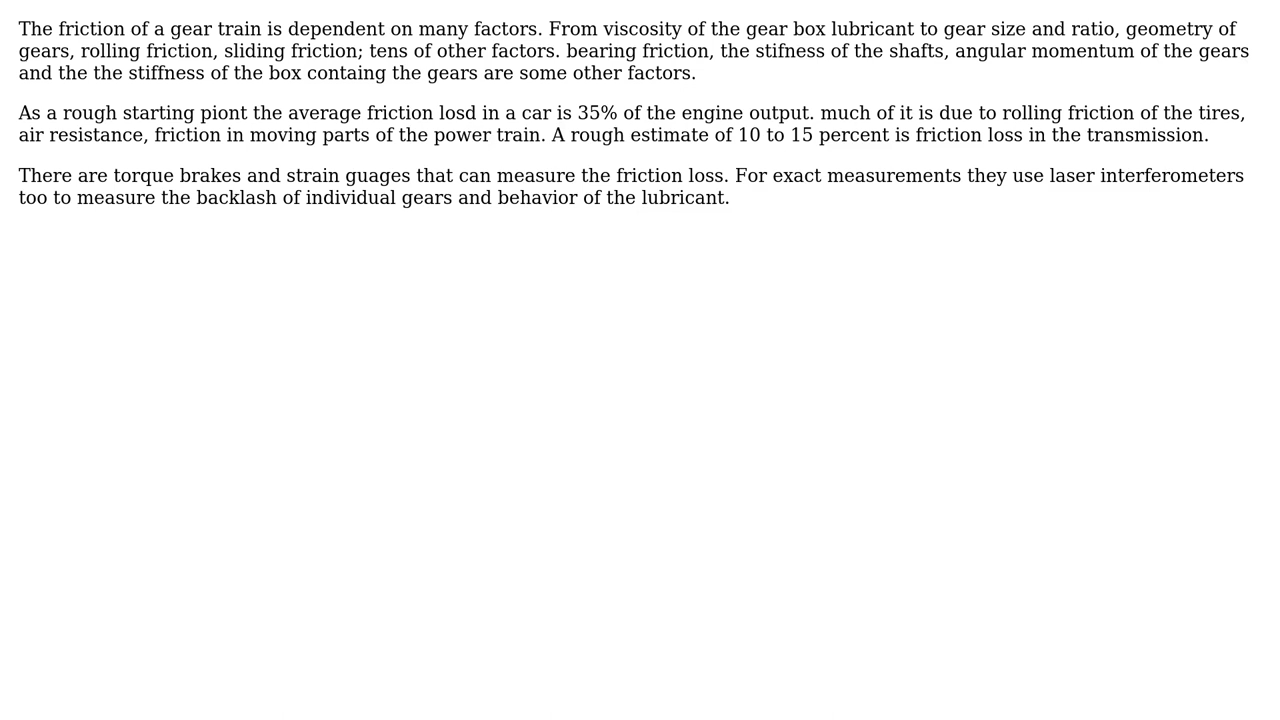 The friction of a gear train is dependent on many factors. From viscosity of the gear box lubricant to gear size and ratio, geometry of
gears, rolling friction, sliding friction; tens of other factors. bearing friction, the stifness of the shafts, angular momentum of the gears
and the the stiffness of the box containg the gears are some other factors.
As a rough starting piont the average friction losd in a car is 35% of the engine output. much of it is due to rolling friction of the tires,
air resistance, friction in moving parts of the power train. A rough estimate of 10 to 15 percent is friction loss in the transmission.
There are torque brakes and strain guages that can measure the friction loss. For exact measurements they use laser interferometers
too to measure the backlash of individual gears and behavior of the lubricant.